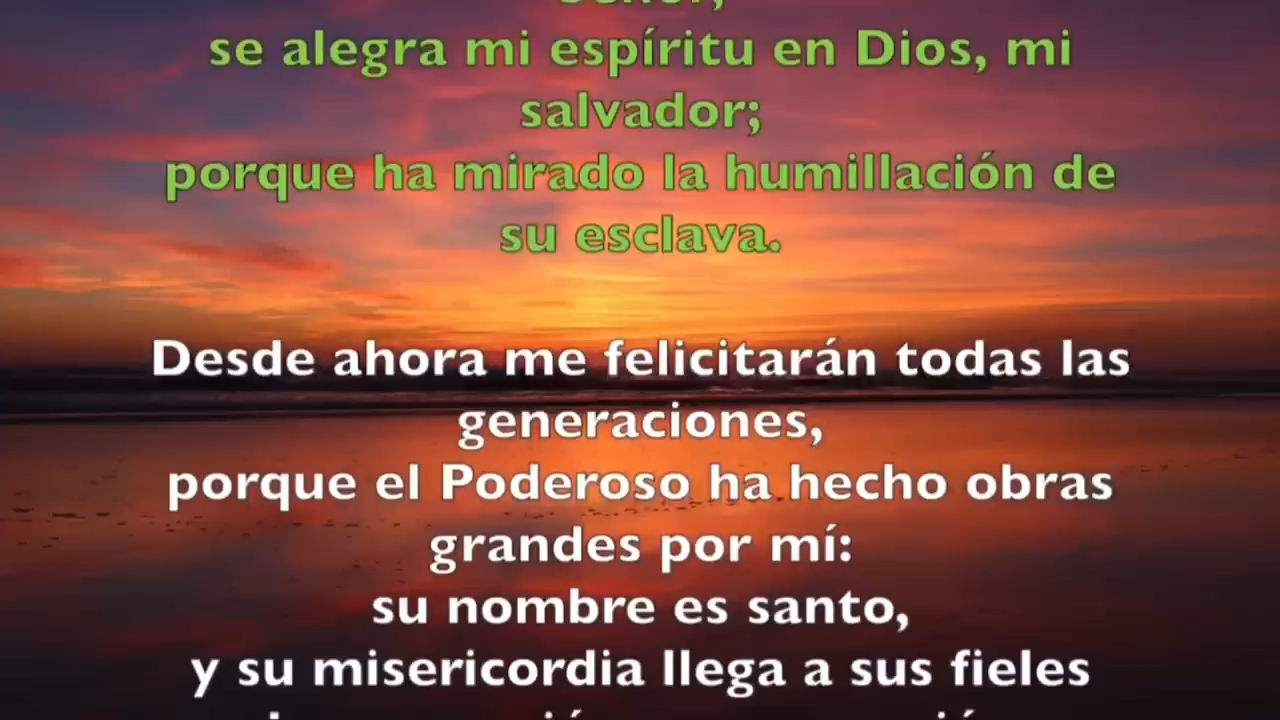 se alegra mi espíritu en Dios, mi
salvador;
porque ha mirado la humillación de
su esclava.
Desde ahora me felicitarán todas las
generaciones,
porque el Poderoso ha hecho obras
grandes por mí:
su nombre es santo,
y su misericordia llega a sus fieles